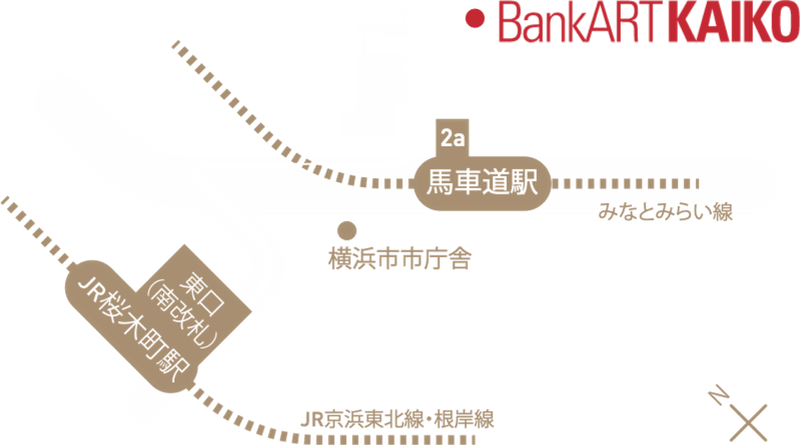 BankART KAIKO
2a
馬車道駅
みなとみらい線
横浜市市庁舎
東口
(南改札)
JR桜木町駅
JR京浜東北線・根岸線
N